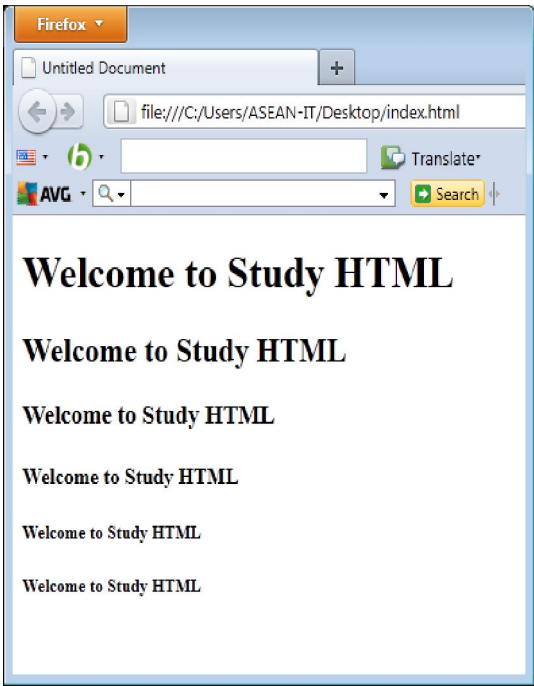 Firefox
Untitled Document
file:///C:/Users/ASEAN-IT/Desktop/index.html
Translate
AVG Search
Welcome to Study HTML
Welcome to Study HTML
Welcome to Study HTML
Welcome to Study HTML
Welcome to Study HTML
Welcome to Study HTML